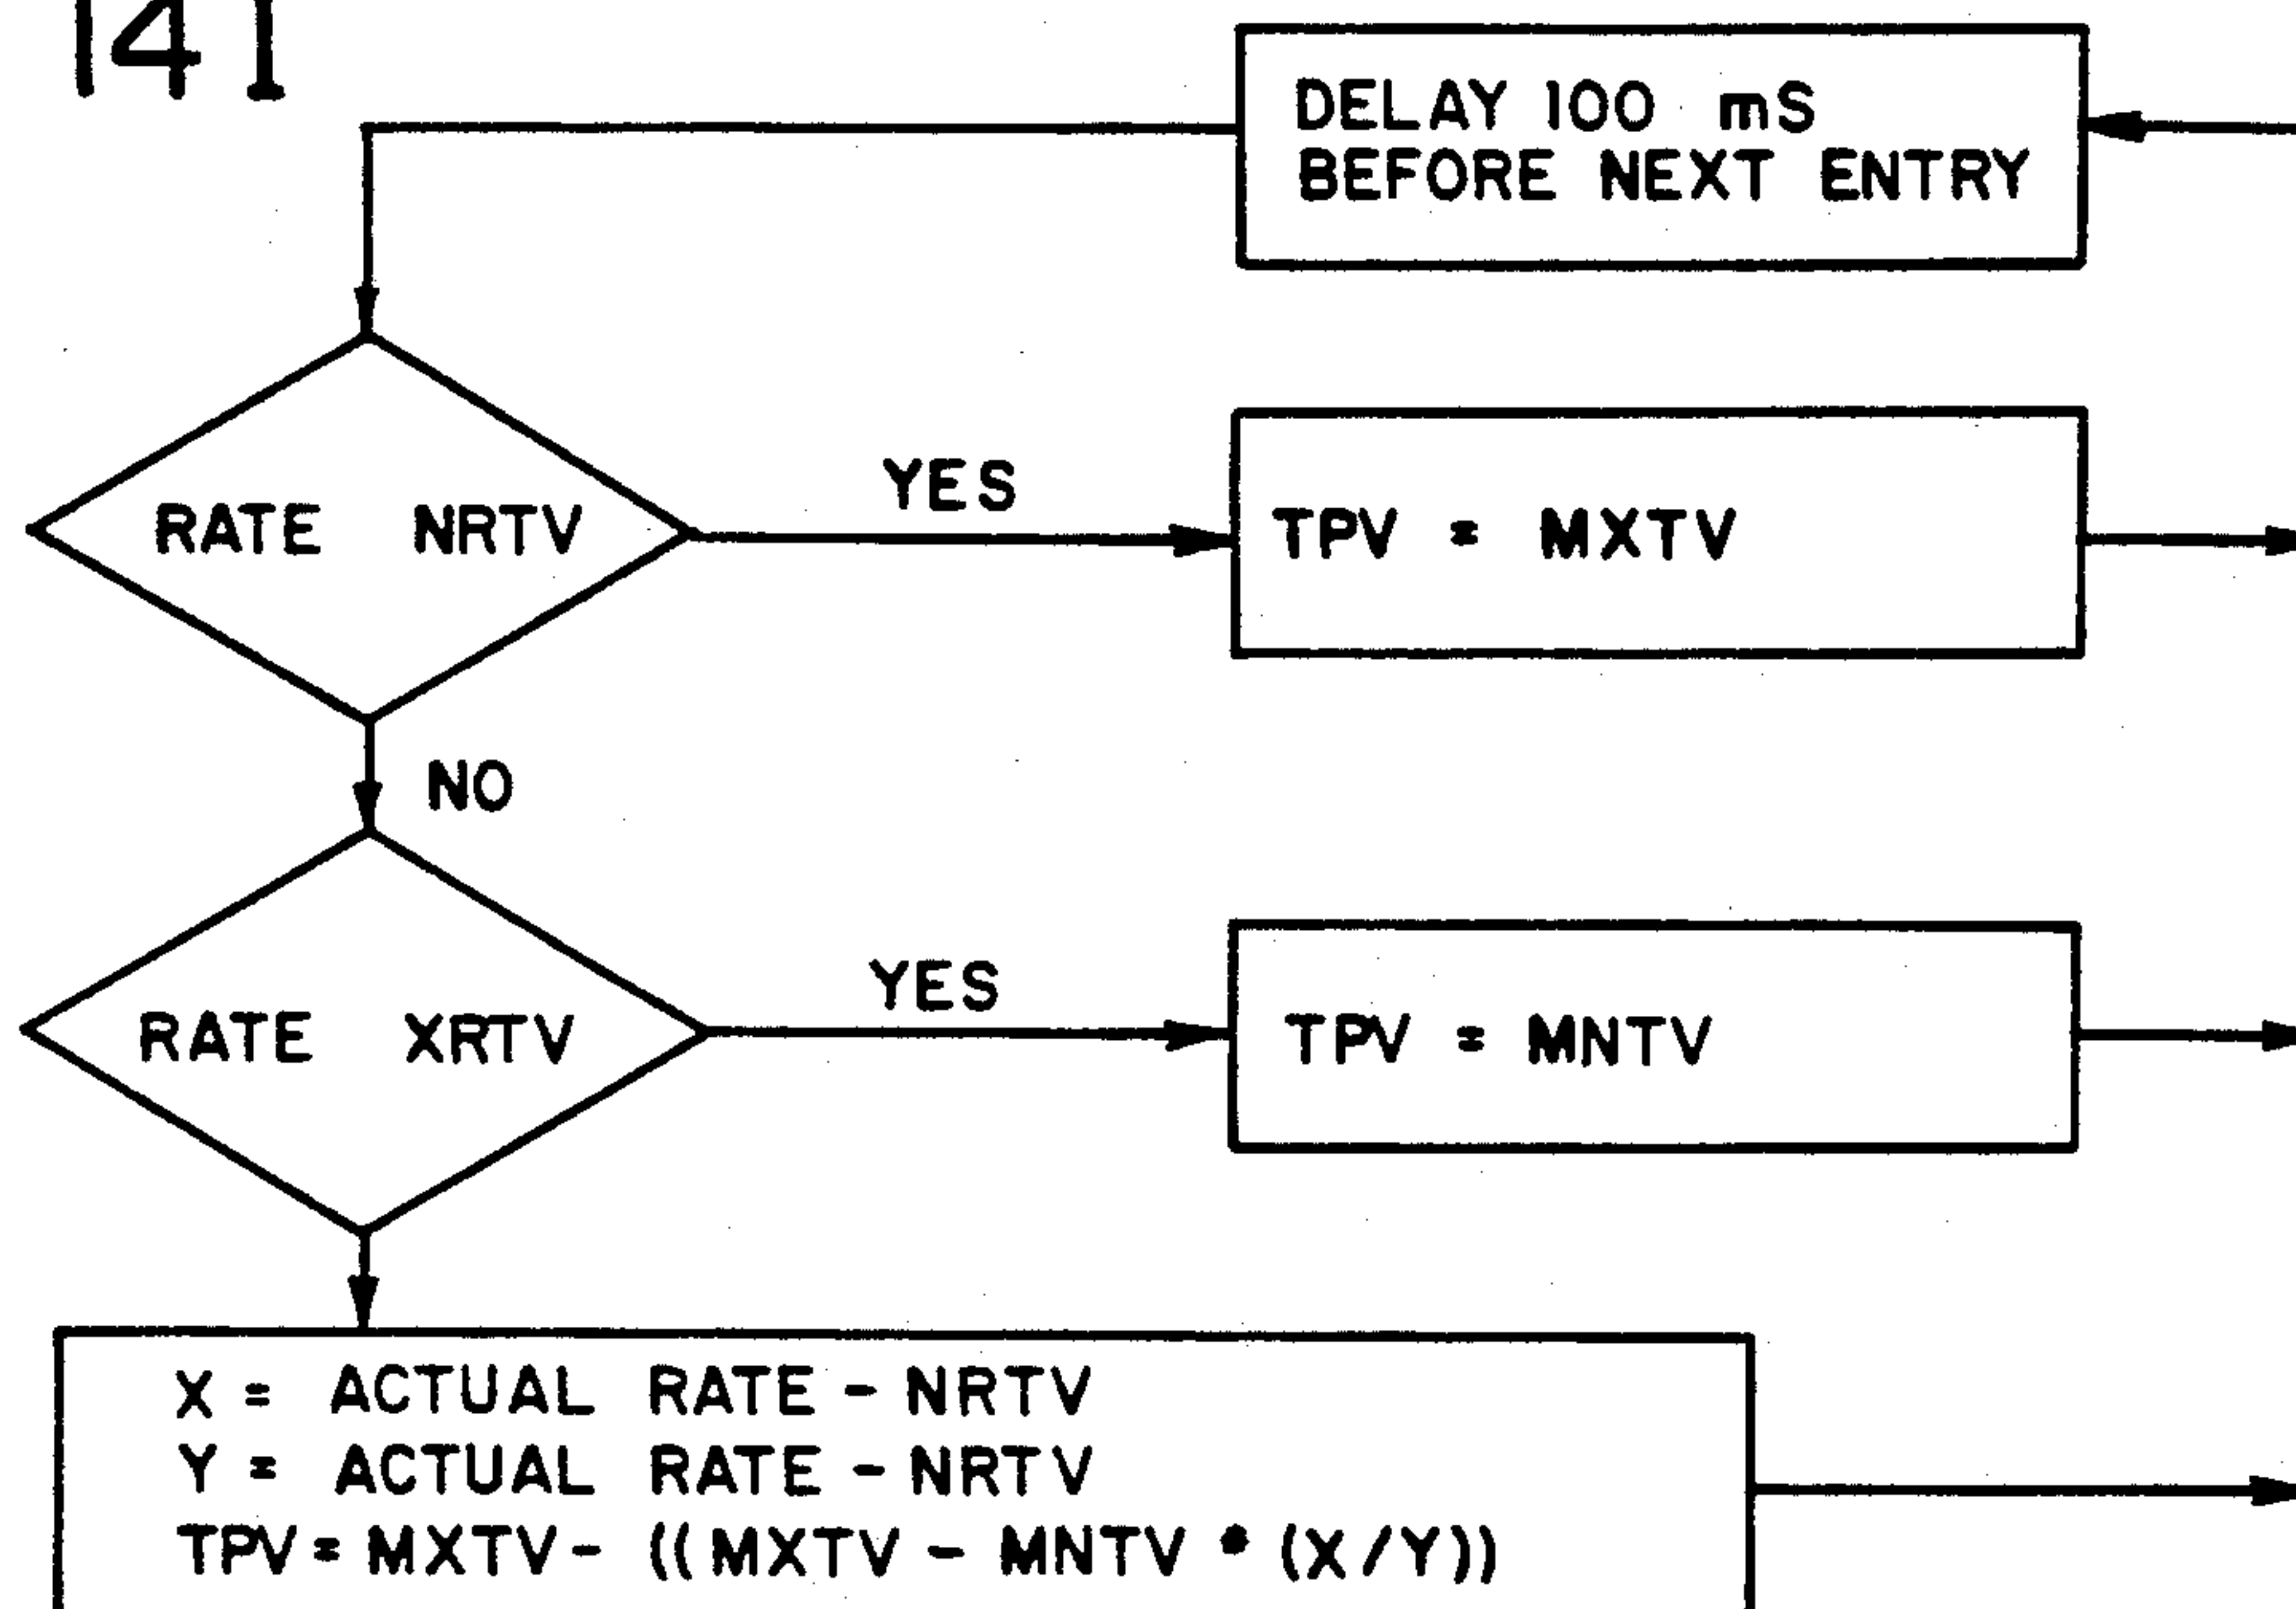 141
DELAY 100 mS
BEFORE NEXT ENTRY
RATE NRTV
YES
TPV = MXTV
NO
RATE XRTV
YES
TPV = MNTV
X = ACTUAL RATE - NRTV
Y = ACTUAL RATE - NRTV
TPV = MXTV - ((MXTV - MNTV • (X/Y))